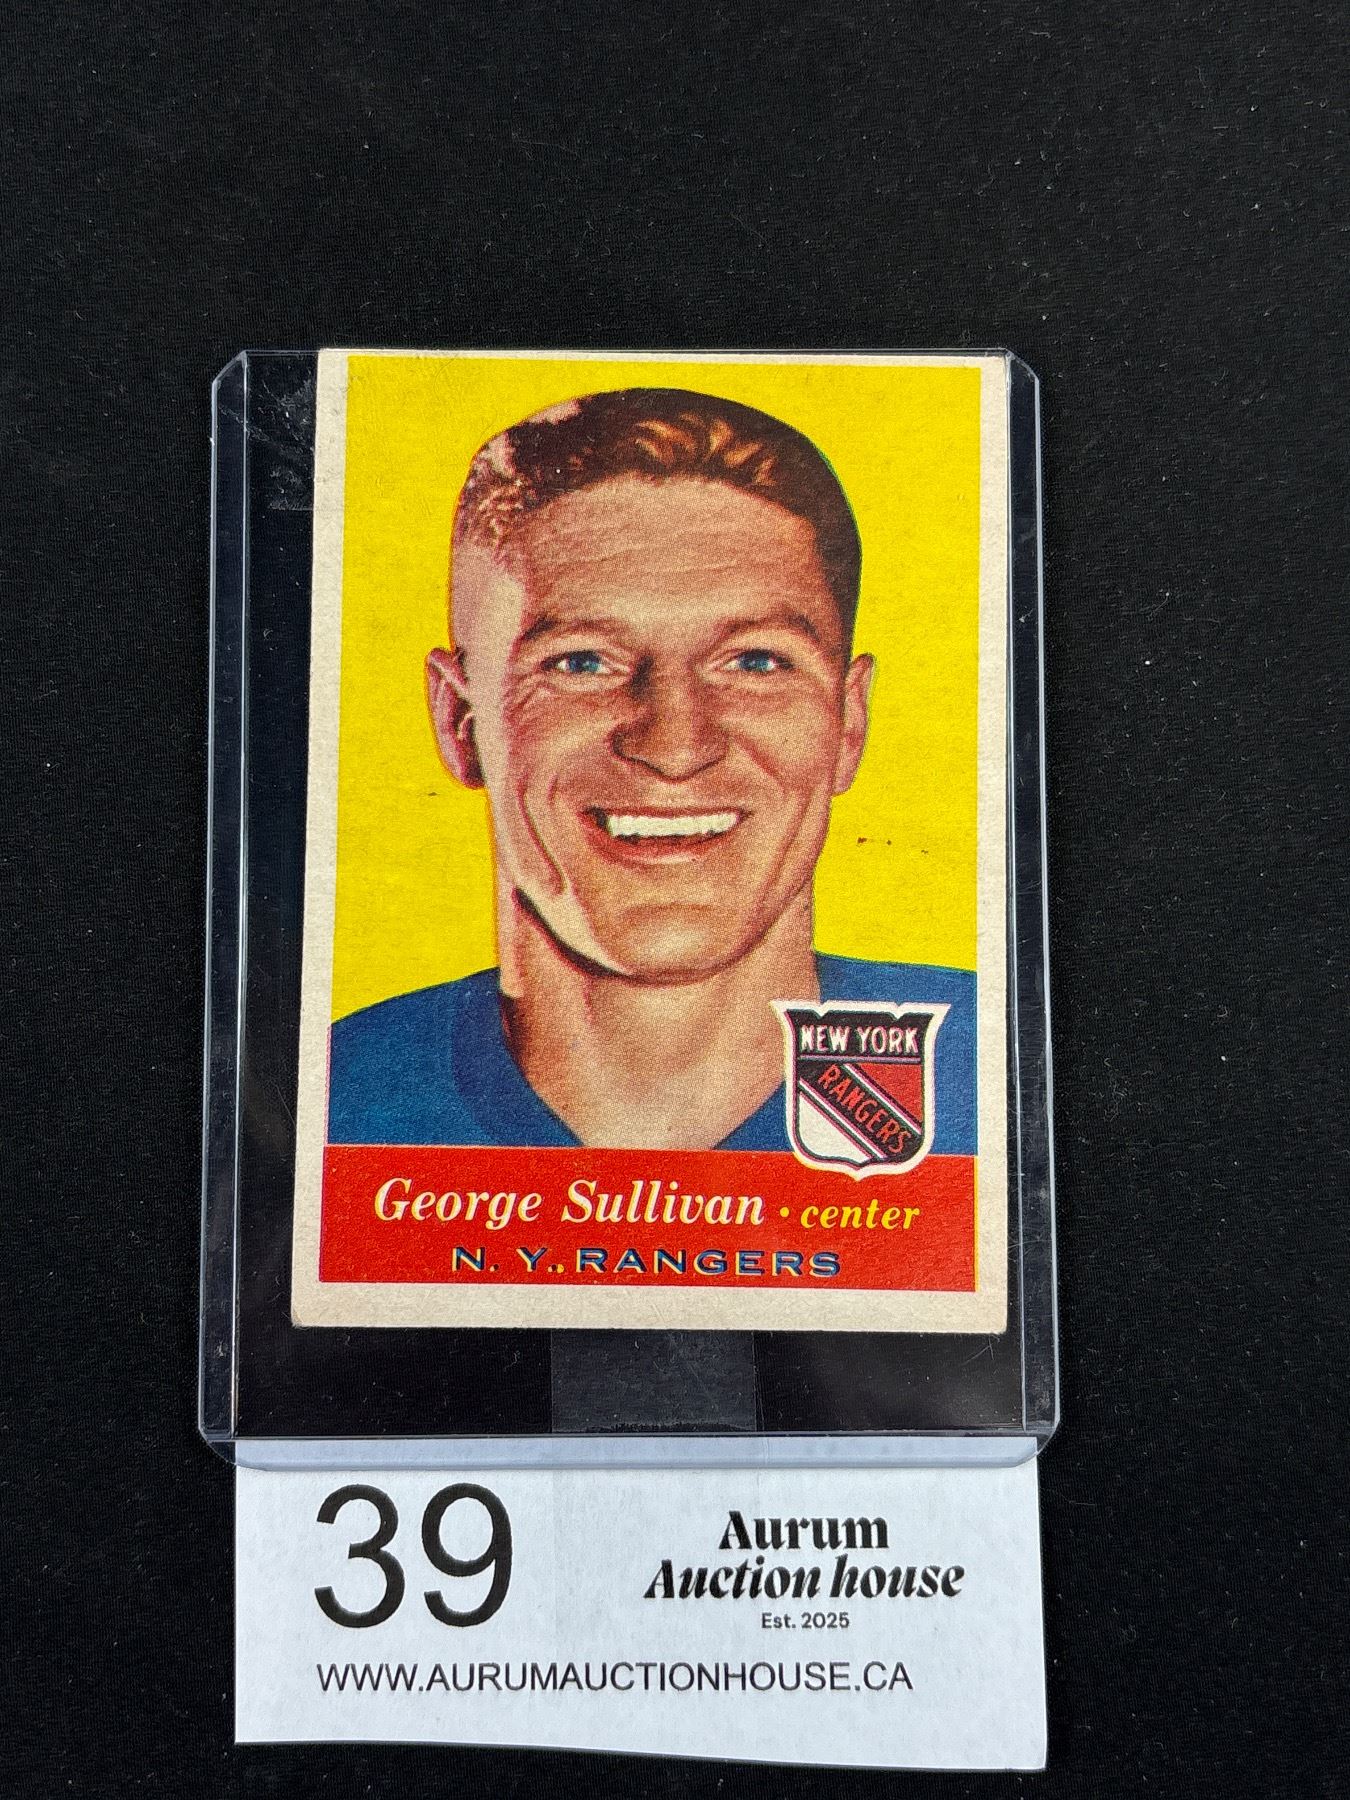 NEW YORK
RANGERS
George Sullivan • center
N. Y. RANGERS
39
Aurum
Auction house
Est. 2025
WWW.AURUMAUCTIONHOUSE.CA